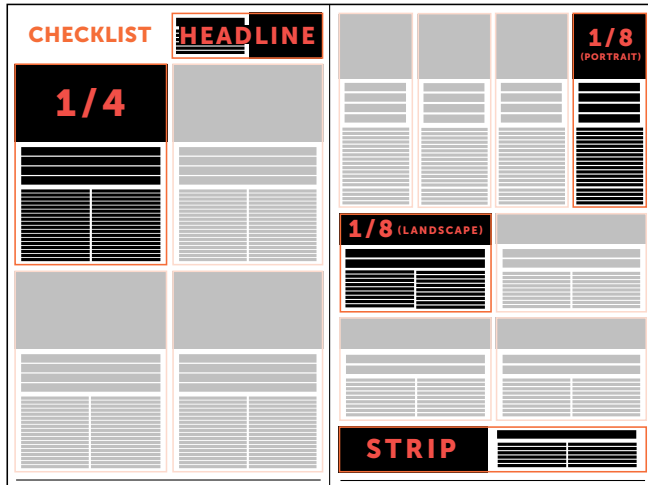 CHECKLIST
HEADLINE
1/4
1/8
(PORTRAIT)
1/8 (LANDSCAPE)
STRIP